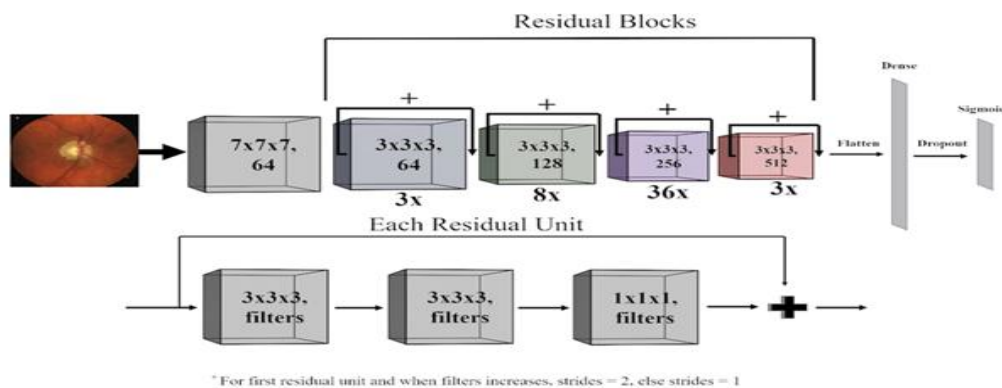 Residual Blocks
Dense
Sigmoid
+ + + +
7x7x7,
64
3x3x3,
64
3x3x3,
128
3x3x3,
256
3x3x3,
512
Flatten
Dropout
3x
8x
36x
3x
Each Residual Unit
3x3x3,
filters
3x3x3,
filters
1x1x1,
filters
+
* For first residual unit and when filters increases, strides = 2, else strides = 1